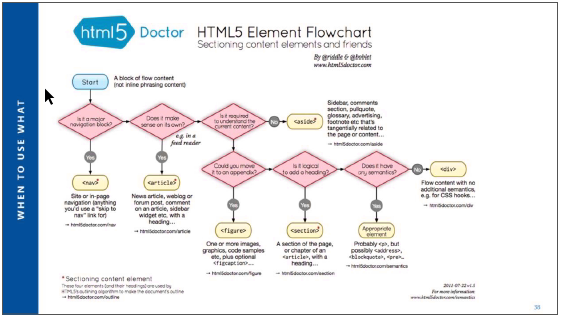 html5 Doctor
HTML5 Element Flowchart
Sectioning content elements and friends
By @riddle & @boblet
www.html5doctor.com
WHEN TO USE WHAT
Start
A block of flow content
(not inline phrasing content)
Is it a major
navigation block?
Does it make
sense on its own?
e.g. in a
feed reader
Is it required
to understand the
current content?
No
<aside>*
Sidebar, comments
section, pullquote,
glossary, advertising,
footnote etc that's
tangentially related to
the page or content…
→ html5doctor.com/aside
Yes
Yes
Yes
<nav>*
Site or in-page
navigation (anything
you'd use a "skip to
nav" link for)
→ html5doctor.com/nav
<article>*
News article, weblog or
forum post, comment
on an article, sidebar
widget etc, with a
heading…
→ html5doctor.com/article
Could you move
it to an appendix?
Is it logical
to add a heading?
Does it have
any semantics?
No
<div>
Flow content with no
additional semantics,
e.g. for CSS hooks…
→ html5doctor.com/div
Yes
Yes
Yes
<figure>
One or more images,
graphics, code samples
etc, plus optional
<figcaption>…
→ html5doctor.com/figure
<section>*
A section of the page,
or chapter of an
<article>, with a
heading…
→ html5doctor.com/section
Appropriate
element
Probably <p>, but
possibly <address>,
<blockquote>, <pre>…
→ html5doctor.com/semantics
* Sectioning content element
These four elements (and their headings) are used by
HTML5's outlining algorithm to make the document's outline
→ html5doctor.com/outline
2011-07-22 v1.5
For more information:
www.html5doctor.com/semantics